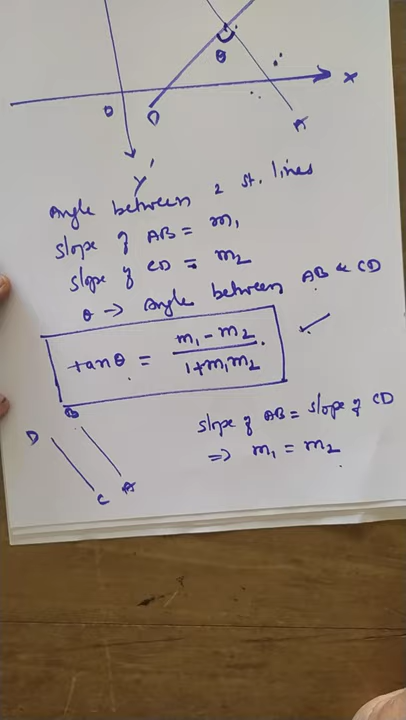 θ
X
O
D
A
Y'
Angle between 2 st. lines
slope of AB = m₁
slope of CD = m₂
θ → Angle between AB & CD
tanθ = (m₁ - m₂) / (1 + m₁m₂)
B
D
C A
slope of AB = slope of CD
⇒ m₁ = m₂